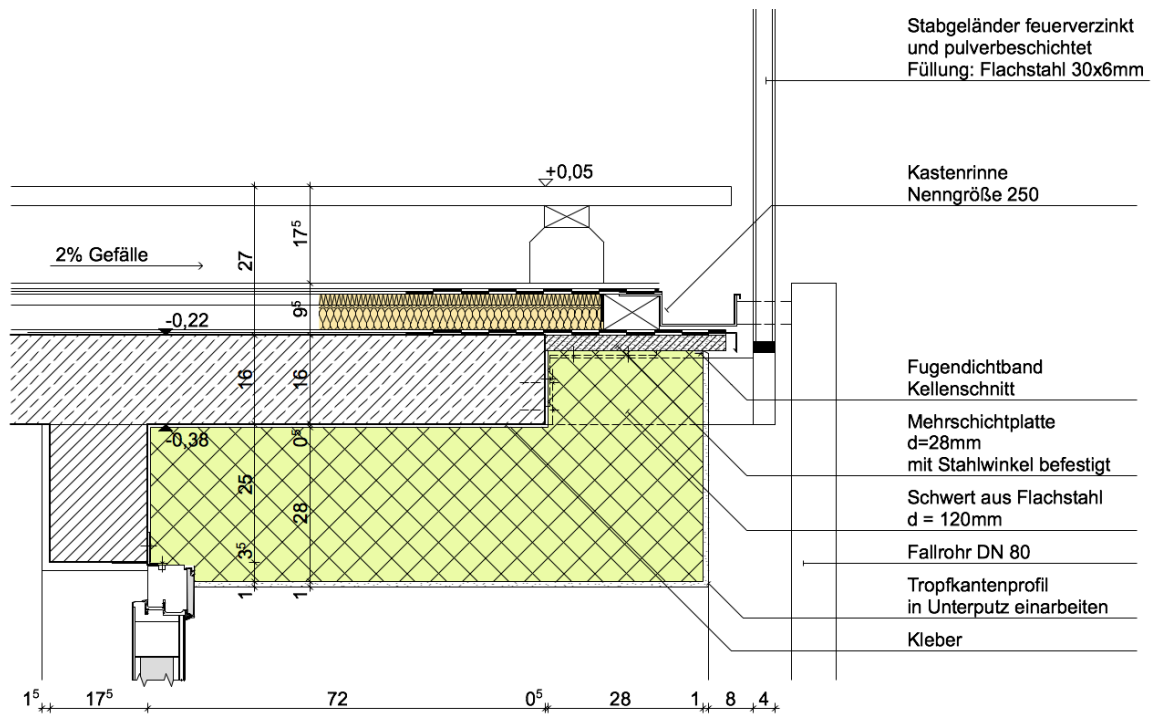 Stabgeländer feuerverzinkt
und pulverbeschichtet
Füllung: Flachstahl 30x6mm
Kastenrinne
Nenngröße 250
+0,05
2% Gefälle
27
17⁵
9⁵
-0,22
16
16
-0,38
0⁵
25
28
3⁵
1
1
Fugendichtband
Kellenschnitt
Mehrschichtplatte
d=28mm
mit Stahlwinkel befestigt
Schwert aus Flachstahl
d = 120mm
Fallrohr DN 80
Tropfkantenprofil
in Unterputz einarbeiten
Kleber
1⁵ 17⁵ 72 0⁵ 28 1 8 4